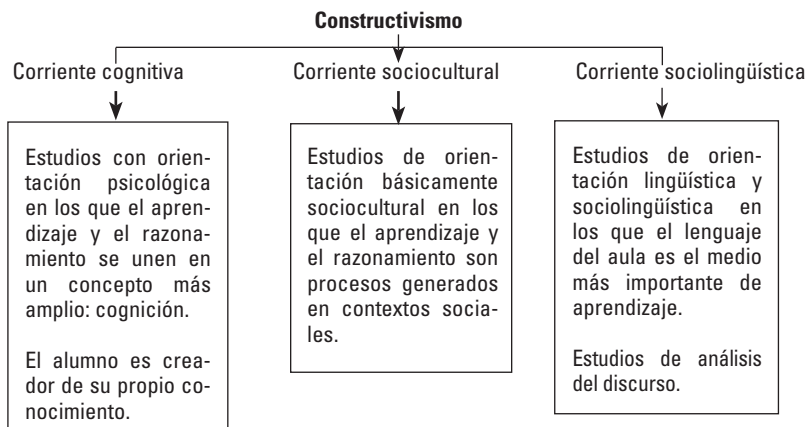 Constructivismo
Corriente cognitiva
Corriente sociocultural
Corriente sociolingüística
Estudios con orien-
tación psicológica
en los que el apren-
dizaje y el razona-
miento se unen en
un concepto más
amplio: cognición.
El alumno es crea-
dor de su propio co-
nocimiento.
Estudios de orien-
tación básicamente
sociocultural en los
que el aprendizaje y
el razonamiento son
procesos generados
en contextos socia-
les.
Estudios de orien-
tación lingüística y
sociolingüística en
los que el lenguaje
del aula es el medio
más importante de
aprendizaje.
Estudios de análisis
del discurso.